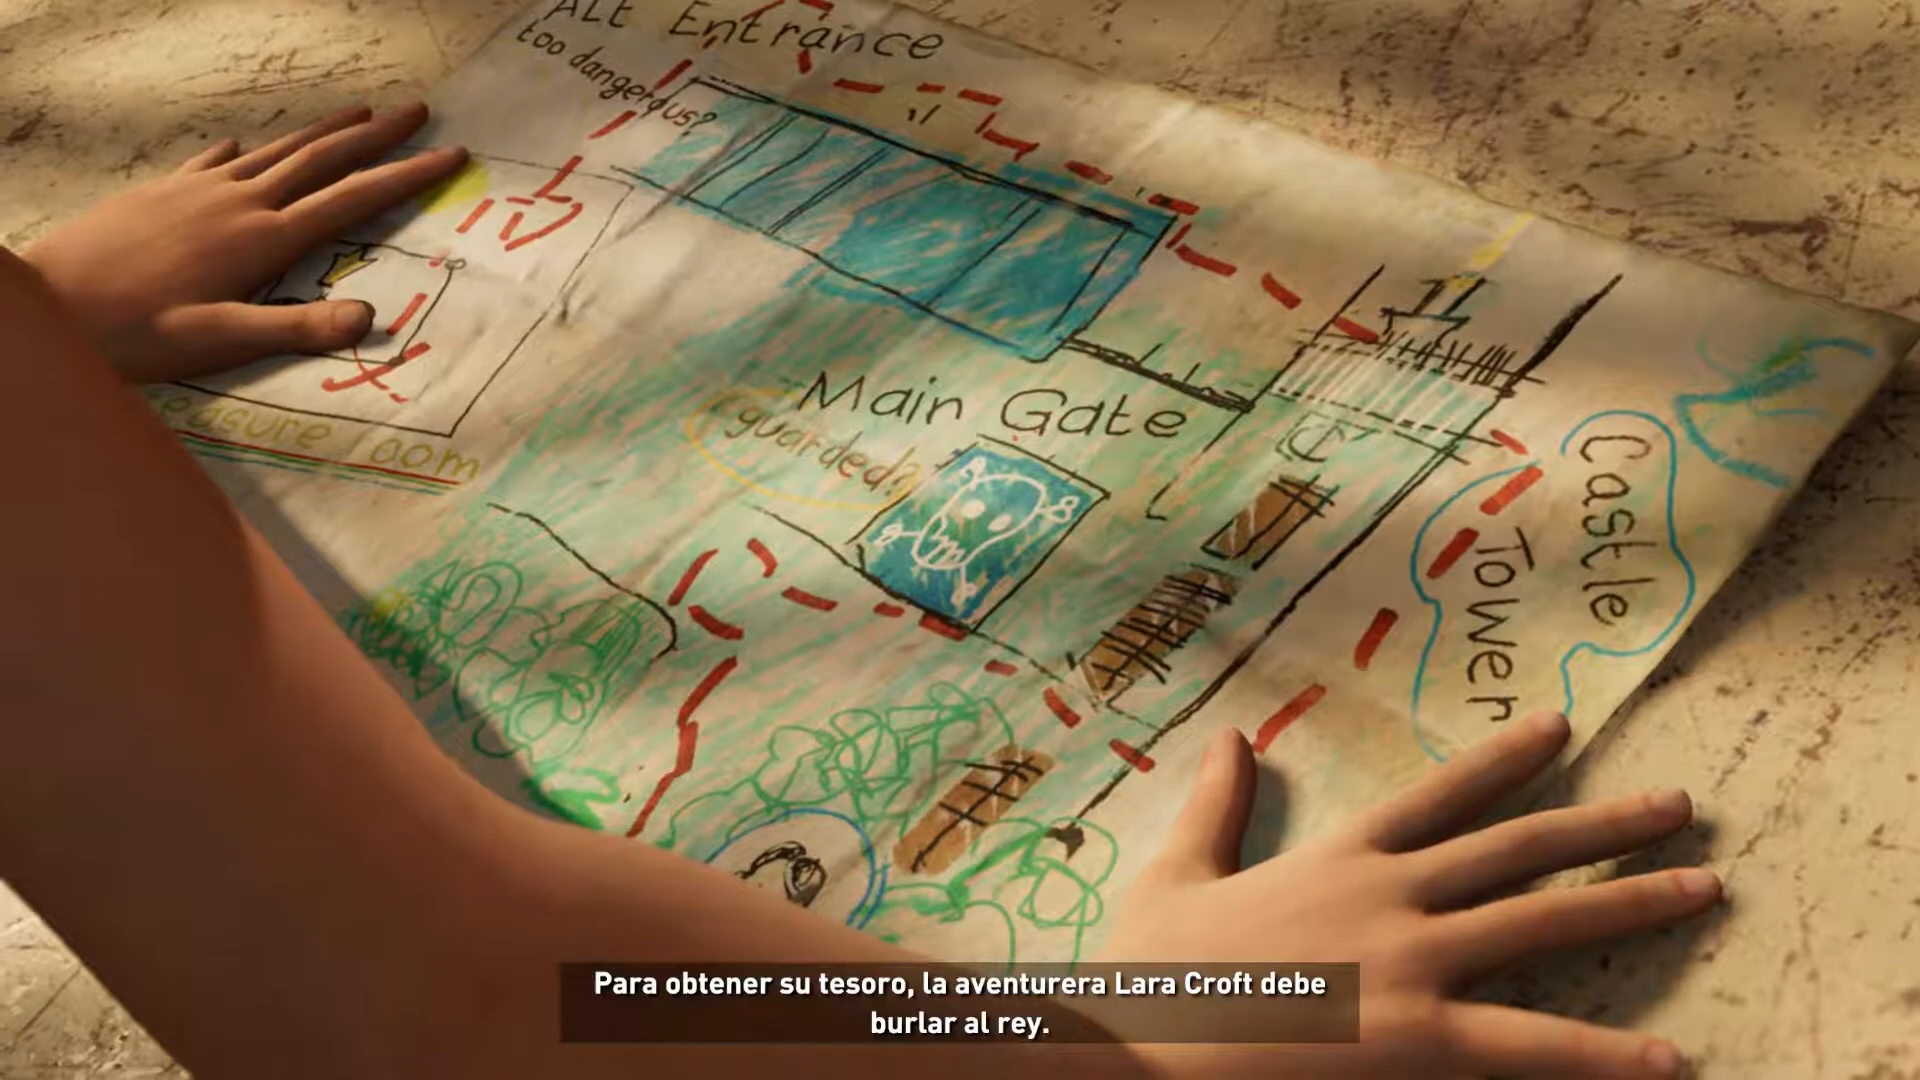 ALt Entrance
too dangerous?
Main Gate
guarded?
Castle
Tower
room
Para obtener su tesoro, la aventurera Lara Croft debe
burlar al rey.